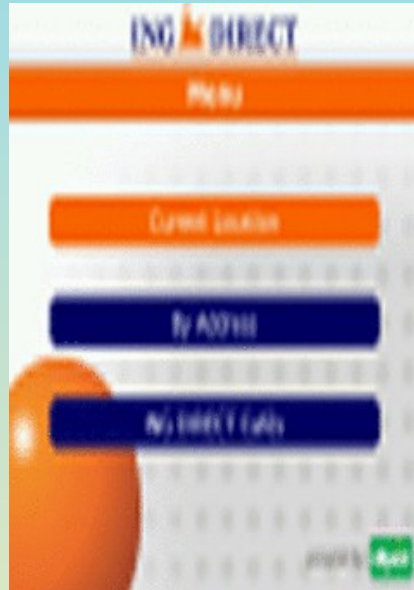 ING DIRECT
Menu
Current Location
By Address
ING DIRECT Cafés